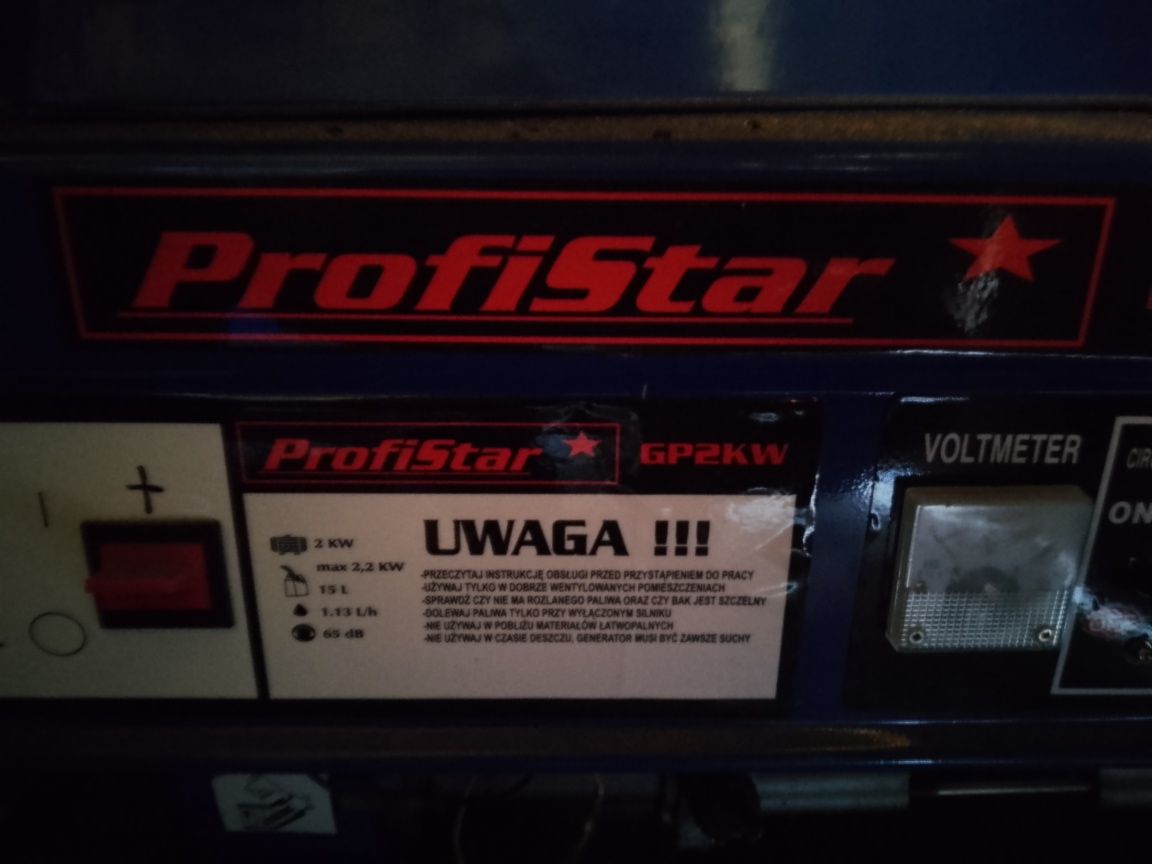 ProfiStar
ProfiStar GP2KW
VOLTMETER
ON
UWAGA !!!
2 KW
max 2,2 KW
15 L
1.13 L/h
65 dB
-PRZECZYTAJ INSTRUKCJĘ OBSŁUGI PRZED PRZYSTĄPIENIEM DO PRACY
-UŻYWAJ TYLKO W DOBRZE WENTYLOWANYCH POMIESZCZENIACH
-SPRAWDŹ CZY NIE MA ROZLANEGO PALIWA ORAZ CZY BAK JEST SZCZELNY
-DOLEWAJ PALIWA TYLKO PRZY WYŁĄCZONYM SILNIKU
-NIE UŻYWAJ W POBLIŻU MATERIAŁÓW ŁATWOPALNYCH
-NIE UŻYWAJ W CZASIE DESZCZU, GENERATOR MUSI BYĆ ZAWSZE SUCHY